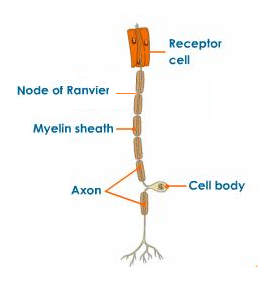 Receptor
cell
Node of Ranvier
Myelin sheath
Axon
Cell body